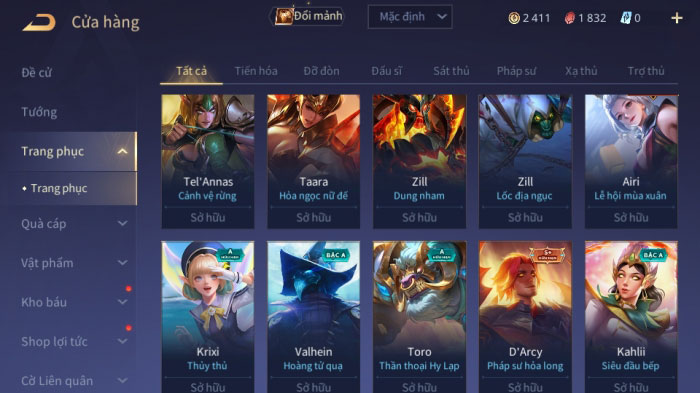 Cửa hàng
Đổi mảnh
Mặc định
2 411
1 832
0
Đề cử
Tướng
Trang phục
Trang phục
Quà cáp
Vật phẩm
Kho báu
Shop lợi tức
Cờ Liên quân
Tất cả Tiến hóa Đỡ đòn Đấu sĩ Sát thủ Pháp sư Xạ thủ Trợ thủ
Tel'Annas
Cảnh vệ rừng
Sở hữu
Taara
Hỏa ngọc nữ đế
Sở hữu
Zill
Dung nham
Sở hữu
Zill
Lốc địa ngục
Sở hữu
Airi
Lễ hội mùa xuân
Sở hữu
A
Krixi
Thủy thủ
Sở hữu
BẬC A
Valhein
Hoàng tử quạ
Sở hữu
A
Toro
Thần thoại Hy Lạp
Sở hữu
S+
D'Arcy
Pháp sư hỏa long
Sở hữu
BẬC A
Kahlii
Siêu đầu bếp
Sở hữu